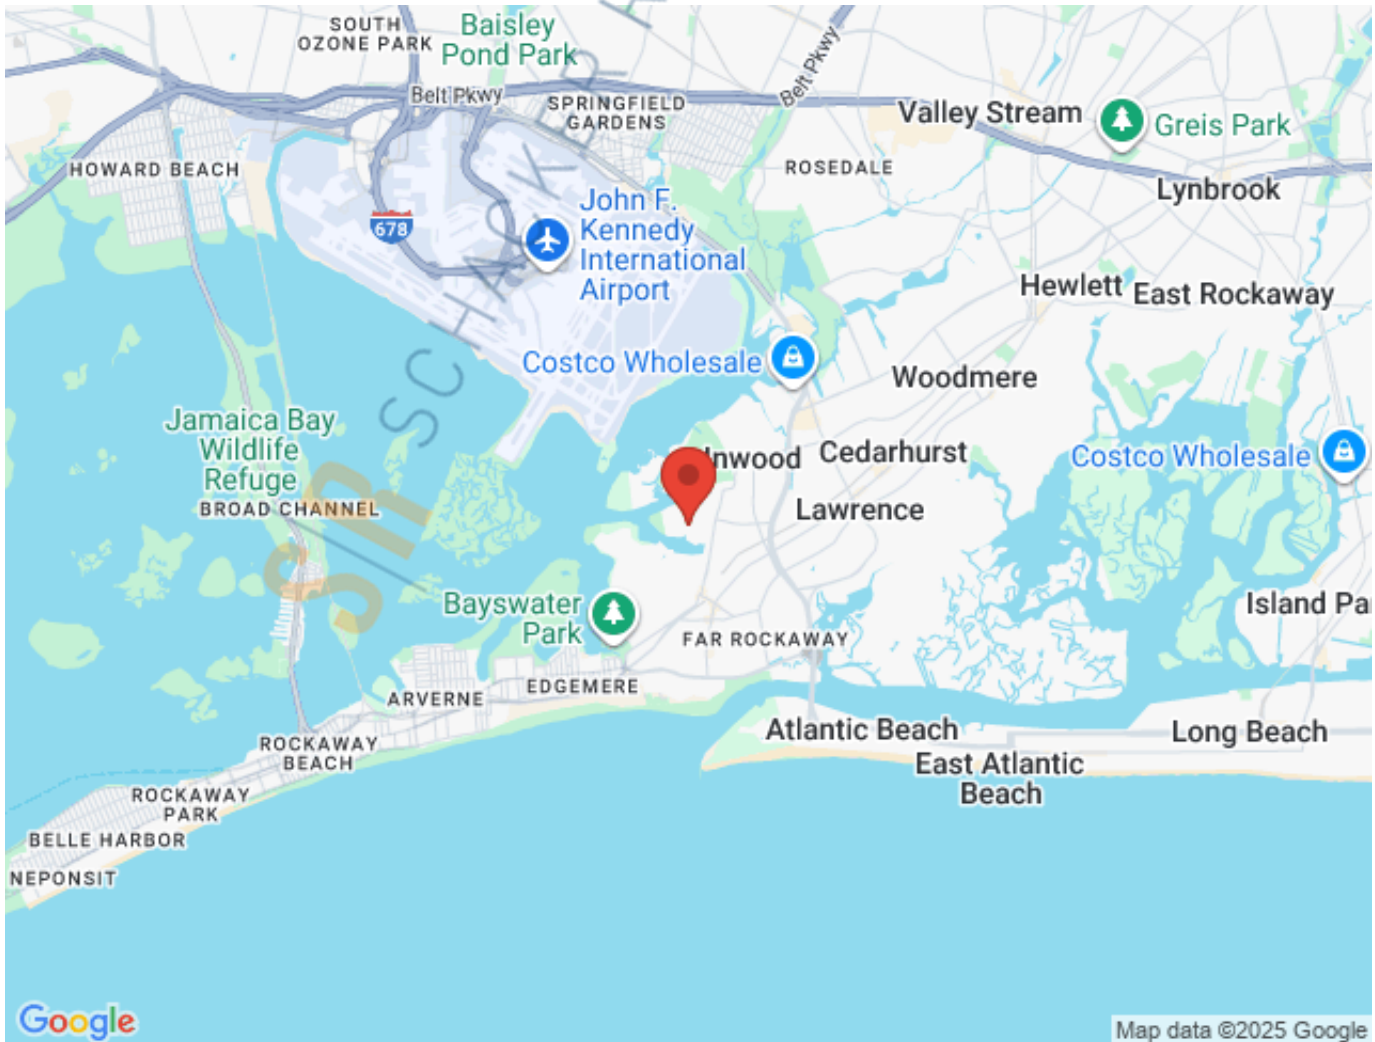 SOUTH
OZONE PARK
Baisley
Pond Park
Belt Pkwy
Belt Pkwy
SPRINGFIELD
GARDENS
Valley Stream
Greis Park
HOWARD BEACH
ROSEDALE
Lynbrook
678
John F.
Kennedy
International
Airport
Hewlett
East Rockaway
Costco Wholesale
Woodmere
Jamaica Bay
Wildlife
Refuge
BROAD CHANNEL
Inwood
Cedarhurst
Costco Wholesale
Lawrence
Bayswater
Park
FAR ROCKAWAY
Island Pa
ARVERNE
EDGEMERE
ROCKAWAY
BEACH
Atlantic Beach
Long Beach
East Atlantic
Beach
ROCKAWAY
PARK
BELLE HARBOR
NEPONSIT
Google
Map data ©2025 Google